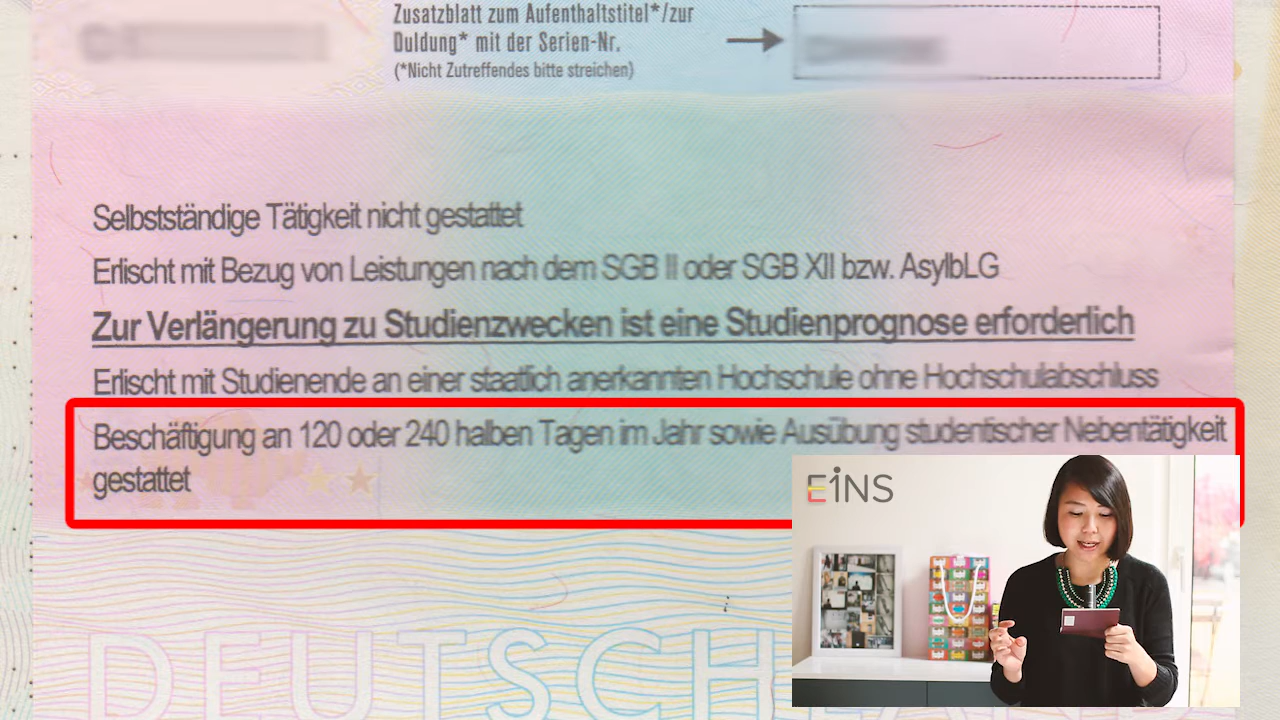 Zusatzblatt zum Aufenthaltstitel*/zur
Duldung* mit der Serien-Nr.
(*Nicht Zutreffendes bitte streichen)
Selbstständige Tätigkeit nicht gestattet
Erlischt mit Bezug von Leistungen nach dem SGB II oder SGB XII bzw. AsylbLG
Zur Verlängerung zu Studienzwecken ist eine Studienprognose erforderlich
Erlischt mit Studienende an einer staatlich anerkannten Hochschule ohne Hochschulabschluss
Beschäftigung an 120 oder 240 halben Tagen im Jahr sowie Ausübung studentischer Nebentätigkeit
gestattet
EiNS
DEUTSCH